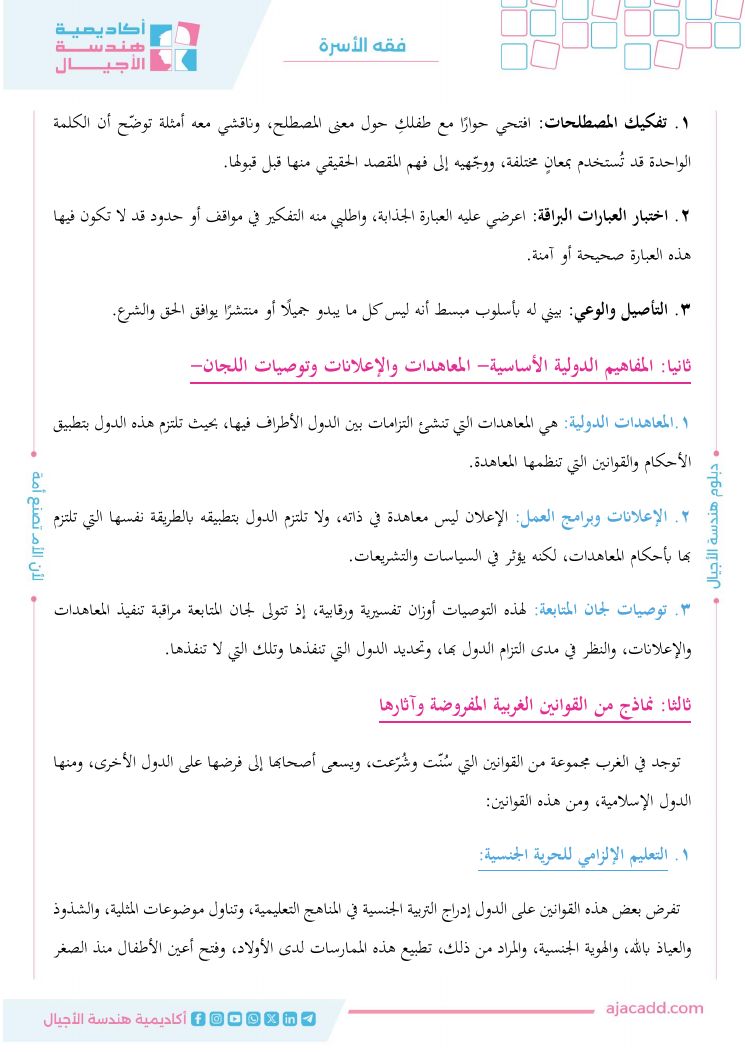 أكاديمية
هندسة
الأجيال
فقه الأسرة
١. تفكيك المصطلحات: افتحي حوارًا مع طفلكِ حول معنى المصطلح، وناقشي معه أمثلة توضّح أن الكلمة
الواحدة قد تُستخدم بمعانٍ مختلفة، ووجّهيه إلى فهم المقصد الحقيقي منها قبل قبولها.
٢. اختبار العبارات البراقة: اعرضي عليه العبارة الجذابة، واطلبي منه التفكير في مواقف أو حدود قد لا تكون فيها
هذه العبارة صحيحة أو آمنة.
٣. التأصيل والوعي: بيني له بأسلوب مبسط أنه ليس كل ما يبدو جميلًا أو منتشرًا يوافق الحق والشرع.
ثانيا: المفاهيم الدولية الأساسية– المعاهدات والإعلانات وتوصيات اللجان–
١.المعاهدات الدولية: هي المعاهدات التي تنشئ التزامات بين الدول الأطراف فيها، بحيث تلتزم هذه الدول بتطبيق
الأحكام والقوانين التي تنظمها المعاهدة.
٢. الإعلانات وبرامج العمل: الإعلان ليس معاهدة في ذاته، ولا تلتزم الدول بتطبيقه بالطريقة نفسها التي تلتزم
بها بأحكام المعاهدات، لكنه يؤثر في السياسات والتشريعات.
٣. توصيات لجان المتابعة: لهذه التوصيات أوزان تفسيرية ورقابية، إذ تتولى لجان المتابعة مراقبة تنفيذ المعاهدات
والإعلانات، والنظر في مدى التزام الدول بها، وتحديد الدول التي تنفذها وتلك التي لا تنفذها.
ثالثا: نماذج من القوانين الغربية المفروضة وآثارها
توجد في الغرب مجموعة من القوانين التي سُنّت وشُرّعت، ويسعى أصحابها إلى فرضها على الدول الأخرى، ومنها
الدول الإسلامية، ومن هذه القوانين:
١. التعليم الإلزامي للحرية الجنسية:
تفرض بعض هذه القوانين على الدول إدراج التربية الجنسية في المناهج التعليمية، وتناول موضوعات المثلية، والشذوذ
والعياذ بالله، والهوية الجنسية، والمراد من ذلك، تطبيع هذه الممارسات لدى الأولاد، وفتح أعين الأطفال منذ الصغر
دبلوم هندسة الأجيال
لأن الأم تصنع أمة
ajacadd.com
أكاديمية هندسة الأجيال